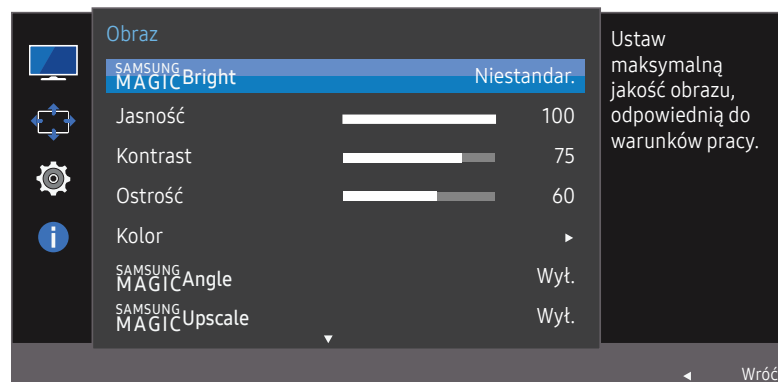 Obraz
SAMSUNG MAGIC Bright Niestandar.
Jasność 100
Kontrast 75
Ostrość 60
Kolor ►
SAMSUNG MAGIC Angle Wył.
SAMSUNG MAGIC Upscale Wył.
▼
Ustaw
maksymalną
jakość obrazu,
odpowiednią do
warunków pracy.
◄ Wróć